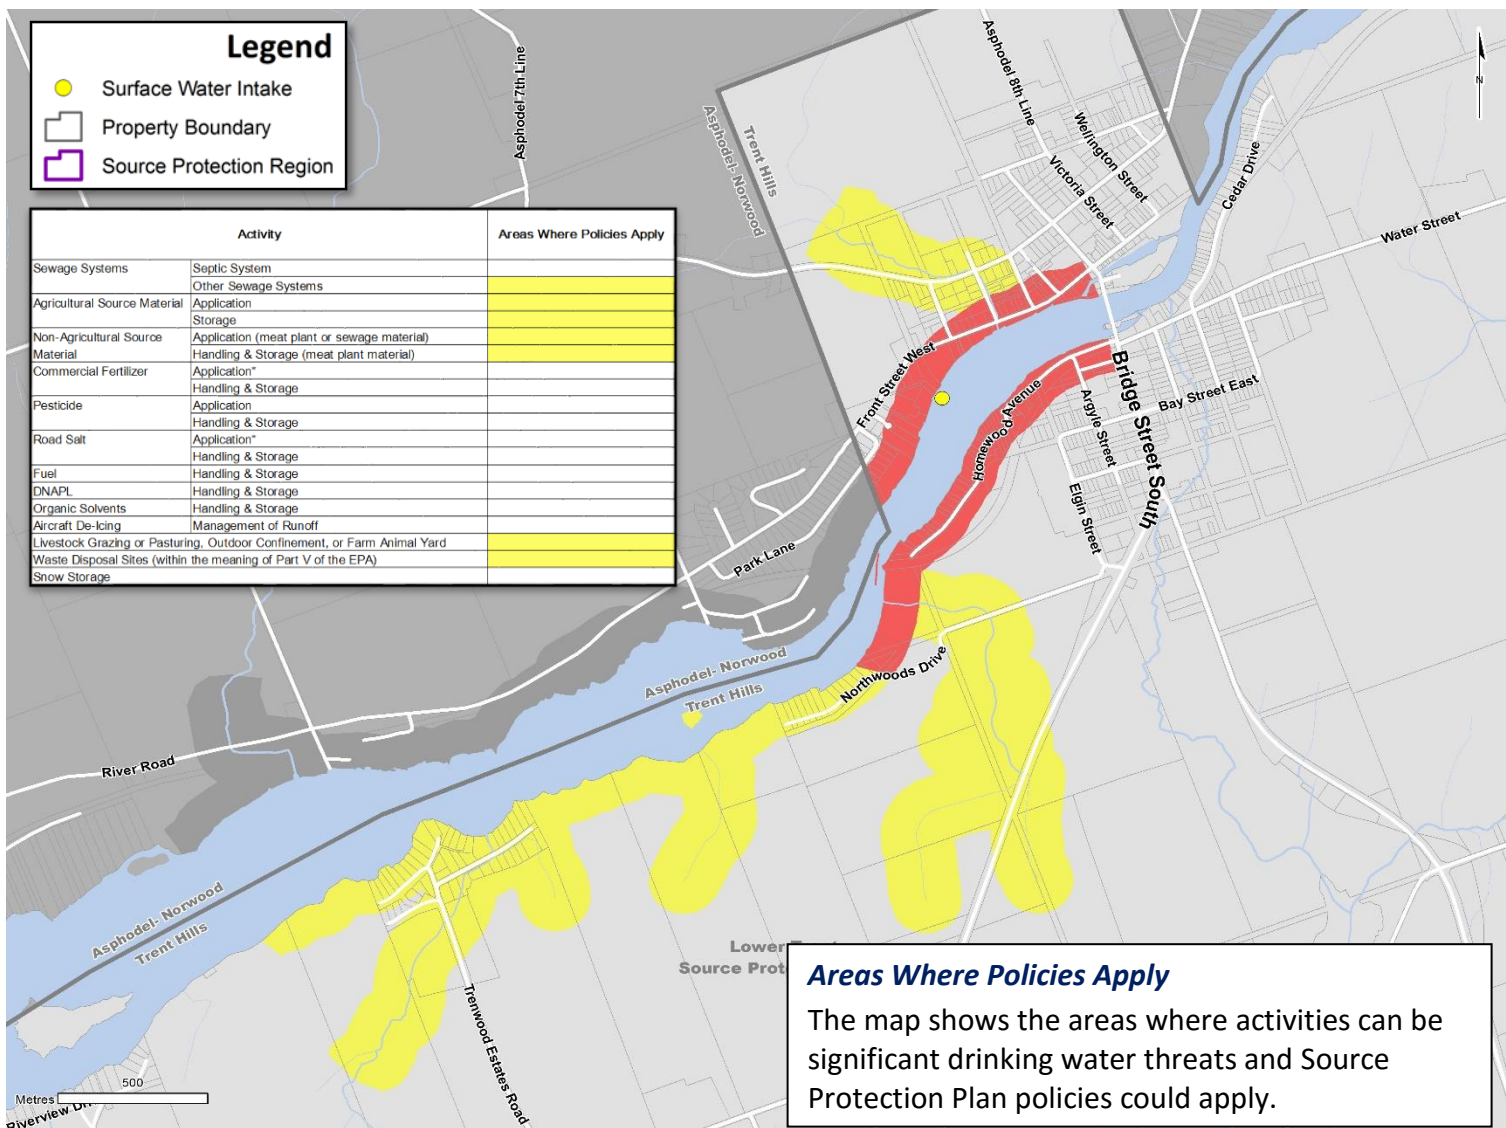 Legend
Surface Water Intake
Property Boundary
Source Protection Region
Activity Areas Where Policies Apply
Sewage Systems Septic System
Other Sewage Systems
Agricultural Source Material Application
Storage
Non-Agricultural Source Application (meat plant or sewage material)
Material Handling & Storage (meat plant material)
Commercial Fertilizer Application*
Handling & Storage
Pesticide Application
Handling & Storage
Road Salt Application*
Handling & Storage
Fuel Handling & Storage
DNAPL Handling & Storage
Organic Solvents Handling & Storage
Aircraft De-Icing Management of Runoff
Livestock Grazing or Pasturing, Outdoor Confinement, or Farm Animal Yard
Waste Disposal Sites (within the meaning of Part V of the EPA)
Snow Storage
Asphodel 7th Line
Trent Hills
Asphodel- Norwood
Asphodel 8th Line
Wellington Street
Victoria Street
Cedar Drive
Water Street
N
Front Street West
Homewood Avenue
Bridge Street South
Argyle Street
Bay Street East
Elgin Street
Park Lane
Northwoods Drive
Asphodel- Norwood
Trent Hills
River Road
Asphodel- Norwood
Trent Hills
Trenwood Estates Road
Lower
Source Prot
500
Metres
Riverview Dr
Areas Where Policies Apply
The map shows the areas where activities can be
significant drinking water threats and Source
Protection Plan policies could apply.